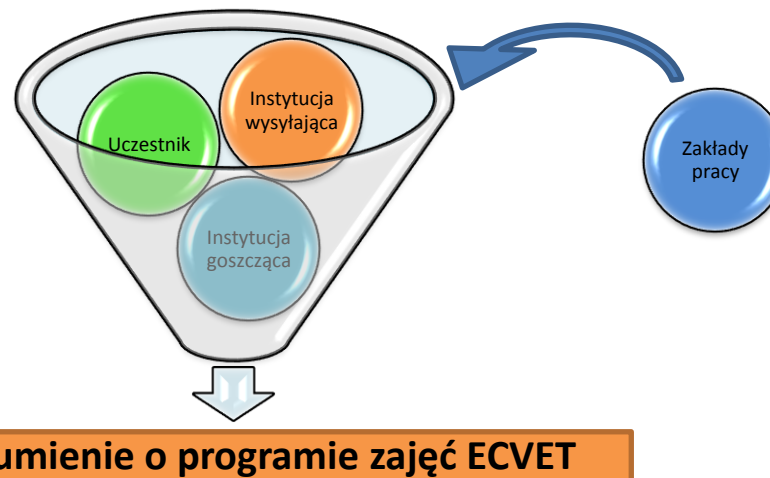 Instytucja
wysyłająca
Uczestnik
Zakłady
pracy
Instytucja
goszcząca
umienie o programie zajęć ECVET